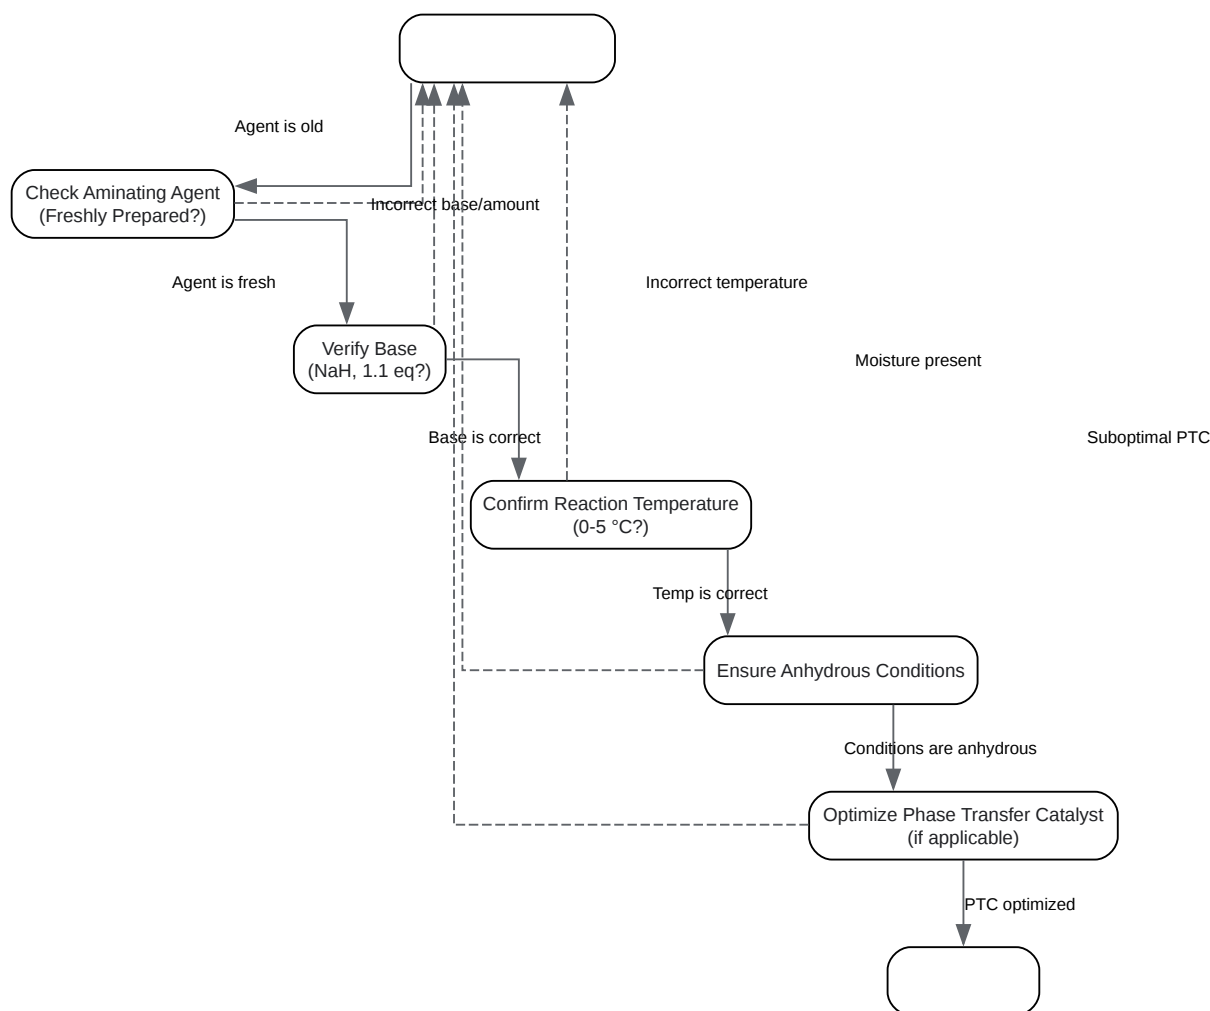 Agent is old
Check Aminating Agent
(Freshly Prepared?)
Incorrect base/amount
Agent is fresh
Incorrect temperature
Verify Base
(NaH, 1.1 eq?)
Moisture present
Base is correct
Suboptimal PTC
Confirm Reaction Temperature
(0-5 °C?)
Temp is correct
Ensure Anhydrous Conditions
Conditions are anhydrous
Optimize Phase Transfer Catalyst
(if applicable)
PTC optimized